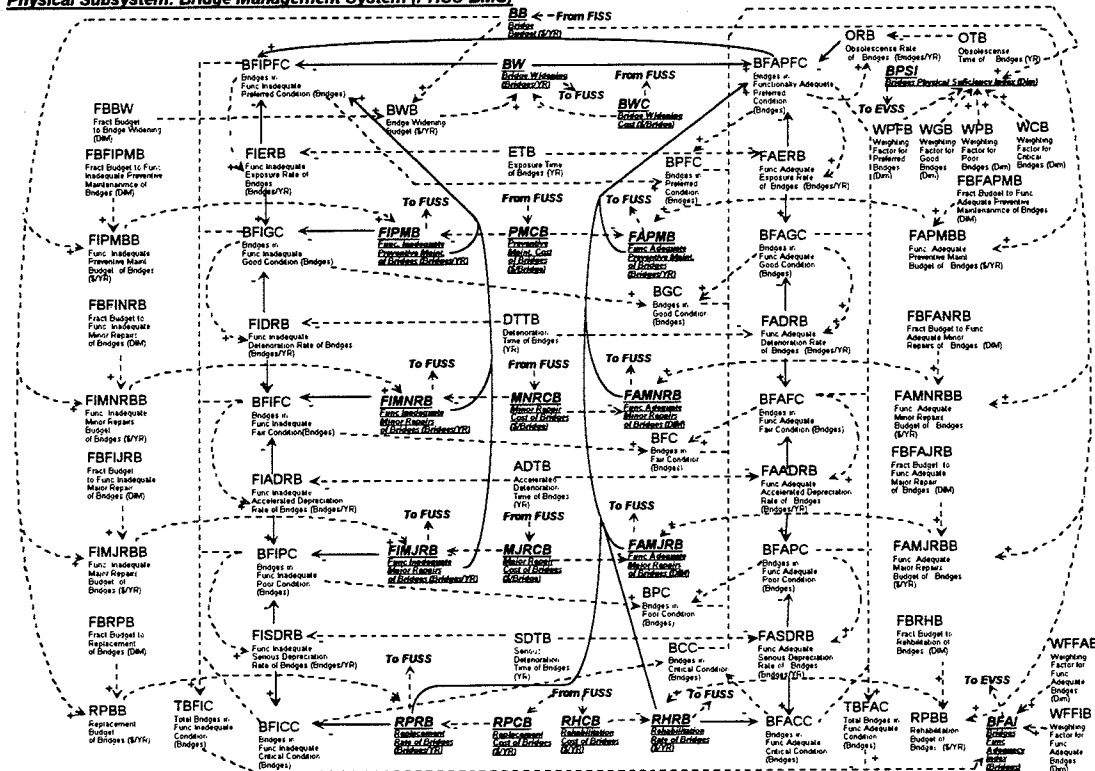 Physical Subsystem: Bridge Management System (PHSS-BMS)
BB
Bridge
Budget ($/YR)
From FISS
ORB
Obsolescense Rate
of Bridges (Bridges/YR)
OTB
Obsolescense
Time of Bridges (YR)
BFIPFC
Bridges in
Func Inadequate
Preferred Condition (Bridges)
BW
Bridge Widening
(Bridges/YR)
To FUSS
From FUSS
BWC
Bridge Widening
Cost ($/Bridge)
BFAPFC
Bridges in
Functionally Adequate
Preferred
Condition
(Bridges)
BPSI
Bridges Physical Suficiency Index (Dim)
To EVSS
FBBW
Fract Budget
to Bridge Widening
(DIM)
BWB
Bridge Widening
Budget ($/YR)
WPFB
Weighting
Factor for
Preferred
Bridges
(Dim)
WGB
Weighting
Factor for
Good
Bridges
(Dim)
WPB
Weighting
Factor for
Poor
Bridges (Dim)
WCB
Weighting
Factor for
Critical
Bridges (Dim)
FBFIPMB
Fract Budget to Func
Inadequate Preventive
Maintenannce of
Bridges (DIM)
FIERB
Func Inadequate
Exposure Rate of
Bridges
(Bridges/YR)
ETB
Exposure Time
of Bridges (YR)
BPFC
Bridges in
Preferred
Condition
(Bridges)
FAERB
Func Adequate
Exposure Rate
of Bridges (Bridges/YR)
FBFAPMB
Fract Budget to Func
Adequate Preventive
Maintenannce of Bridges
(DIM)
FIPMBB
Func Inadequate
Preventive Maint
Budget of Bridges
($/YR)
BFIGC
Bridges in
Func Inadequate
Good Condition (Bridges)
To FUSS
FIPMB
Func. Inadequate
Preventive Maint.
of Bridges (Bridges/YR)
From FUSS
PMCB
Preventive
Maint. Cost
of Bridges
($/Bridge)
To FUSS
FAPMB
Func Adequate
Preventive Maint.
of Bridges
(Bridges/YR)
BFAGC
Bridges in
Func Adequate
Good Condition
(Bridges)
FAPMBB
Func Adequate
Preventive Maint
Budget of Bridges
($/YR)
BGC
Bridges in
Good Condition
(Bridges)
FBFINRB
Fract Budget to
Func Inadequate
Minor Repairs
of Bridges (DIM)
FIDRB
Func Inadequate
Deterioration Rate of Bridges
(Bridges/YR)
DTTB
Deterioration
Time of Bridges
(YR)
FADRB
Func Adequate
Deterioration Rate
of Bridges (Bridges/YR)
FBFANRB
Fract Budget to Func
Adequate Minor
Repairs of Bridges (DIM)
FIMNRBB
Func Inadequate
Minor Repairs
Budget
of Bridges ($/YR)
BFIFC
Bridges in
Func Inadequate
Fair Condition(Bridges)
To FUSS
FIMNRB
Func Inadequate
Minor Repairs
of Bridges (Bridges/YR)
From FUSS
MNRCB
Minor Repair
Cost of Bridges
($/Bridge)
To FUSS
FAMNRB
Func Adequate
Minor Repairs
of Bridges (DIM)
BFAFC
Bridges in
Func Adequate
Fair Condition
(Bridges)
FAMNRBB
Func Adequate
Minor Repairs
Budget
of Bridges
($/YR)
BFC
Bridges in
Fair Condition
(Bridges)
FBFIJRB
Fract Budget
to Func Inadequate
Major Repair
of Bridges (DIM)
FIADRB
Func Inadequate
Accelerated Depreciation
Rate of Bridges (Bridges/YR)
ADTB
Accelerated
Deterioration
Time of Bridges
(YR)
FAADRB
Func Adequate
Accelerated Depreciation
Rate of Bridges
(Bridges/YR)
FBFAJRB
Fract Budget to
Func Adequate
Major Repair
of Bridges
(DIM)
FIMJRBB
Func Inadequate
Major Repairs
Budget of
Bridges ($/YR)
BFIPC
Bridges in
Func Inadequate
Poor Condition
(Bridges)
To FUSS
FIMJRB
Func Inadequate
Major Repairs
of Bridges (Bridges/YR)
From FUSS
MJRCB
Major Repairs
Cost of Bridges
($/Bridge)
To FUSS
FAMJRB
Func Adequate
Major Repairs
of Bridges (DIM)
BFAPC
Bridges in
Func Adequate
Poor Condition
(Bridges)
FAMJRBB
Func Adequate
Major Repairs
Budget of Bridges
($/YR)
BPC
Bridges in
Poor Condition
(Bridges)
FBRPB
Fract Budget to
Replacement
of Bridges (DIM)
FISDRB
Func Inadequate
Serious Depreciation
Rate of Bridges (Bridges/YR)
SDTB
Serious
Deterioration
Time of Bridges
(YR)
BCC
Bridges in
Critical Condition
(Bridges)
FASDRB
Func Adequate
Serious Depreciation
Rate of Bridges
(Bridges/YR)
FBRHB
Fract Budget to
Rehbilitation of
Bridges (DIM)
WFFAB
Weighting
Factor for
Func
Adequate
Bridges
(Dim)
RPBB
Replacement
Budget
of Bridges ($/YR)
TBFIC
Total Bridges in
Func Inadequate
Condition
(Bridges)
BFICC
Bridges in
Func Inadequate
Critical Condition
(Bridges)
To FUSS
RPRB
Replacement
Rate of Bridges
(Bridges/YR)
From FUSS
RPCB
Replacement
Cost of Bridges
($/YR)
RHCB
Rehabilitation
Cost of Bridges
($/YR)
To FUSS
RHRB
Rehabilitation
Rate of Bridges
($/YR)
BFACC
Bridges in
Func Adequate
Critical Condition
(Bridges)
TBFAC
Total Bridges in
Func Adequate
Condition
(Bridges)
RPBB
Rehabilitation
Budget of
Bridges ($/YR)
To EVSS
BFAI
Bridges
Func
Adequacy
Index
(Bridges)
WFFIB
Weighting
Factor for
Func
Inadequate
Bridges
(Dim)